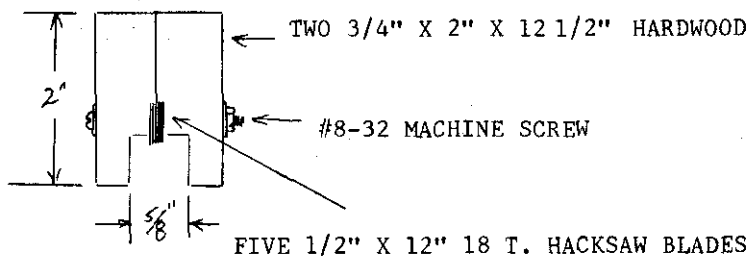 TWO 3/4" X 2" X 12 1/2" HARDWOOD
2"
#8-32 MACHINE SCREW
5/8"
FIVE 1/2" X 12" 18 T. HACKSAW BLADES